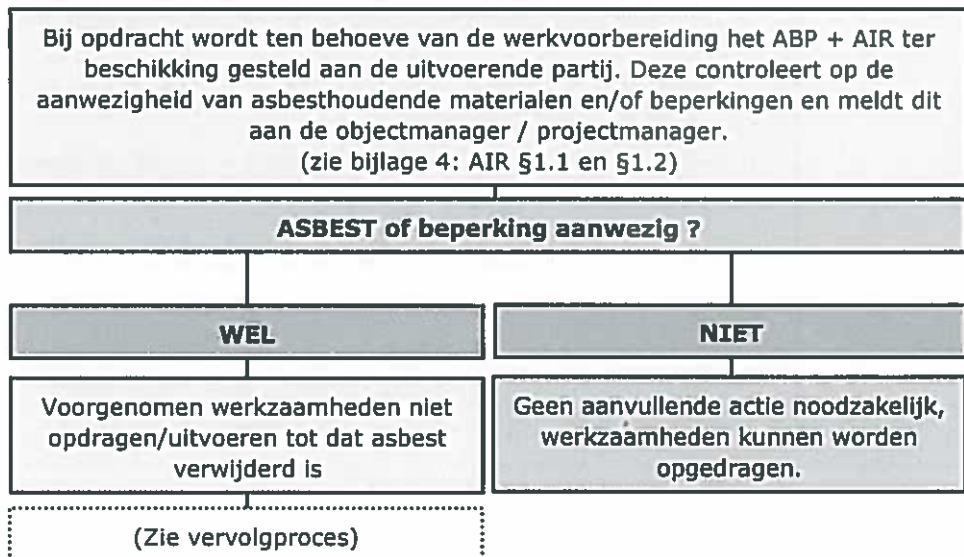 Bij opdracht wordt ten behoeve van de werkvoorbereiding het ABP + AIR ter
beschikking gesteld aan de uitvoerende partij. Deze controleert op de
aanwezigheid van asbesthoudende materialen en/of beperkingen en meldt dit
aan de objectmanager / projectmanager.
(zie bijlage 4: AIR §1.1 en §1.2)
ASBEST of beperking aanwezig ?
WEL
NIET
Voorgenomen werkzaamheden niet
opdragen/uitvoeren tot dat asbest
verwijderd is
Geen aanvullende actie noodzakelijk,
werkzaamheden kunnen worden
opgedragen.
(Zie vervolgproces)